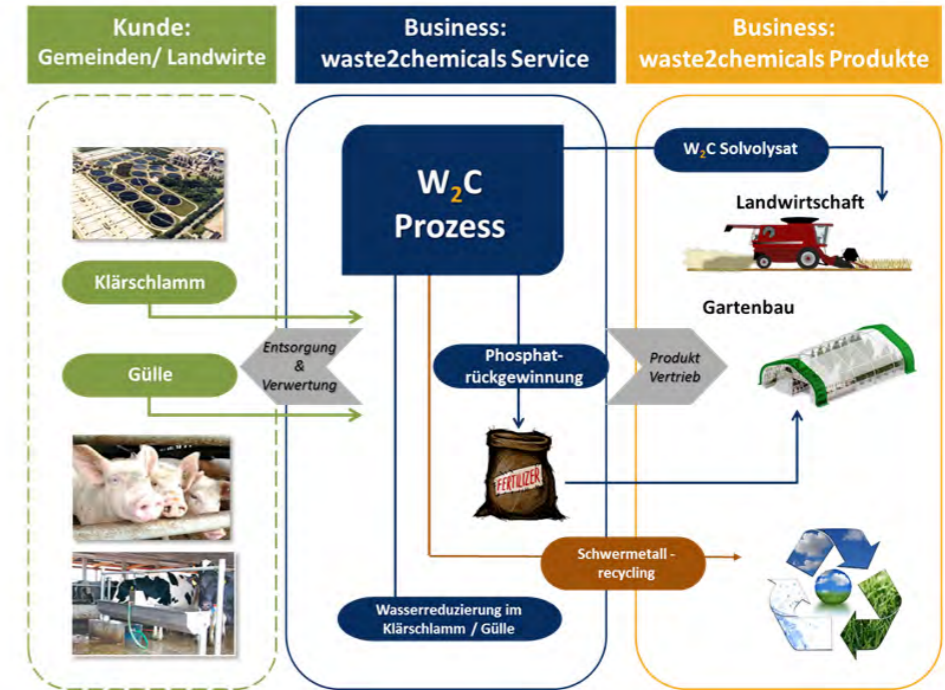 Kunde:
Gemeinden/ Landwirte
Business:
waste2chemicals Service
Business:
waste2chemicals Produkte
W₂C
Prozess
W₂C Solvolysat
Landwirtschaft
Klärschlamm
Gartenbau
Entsorgung
&
Verwertung
Phosphat-
rückgewinnung
Produkt
Vertrieb
Gülle
FERTILIZER
Schwermetall -
recycling
Wasserreduzierung im
Klärschlamm / Gülle